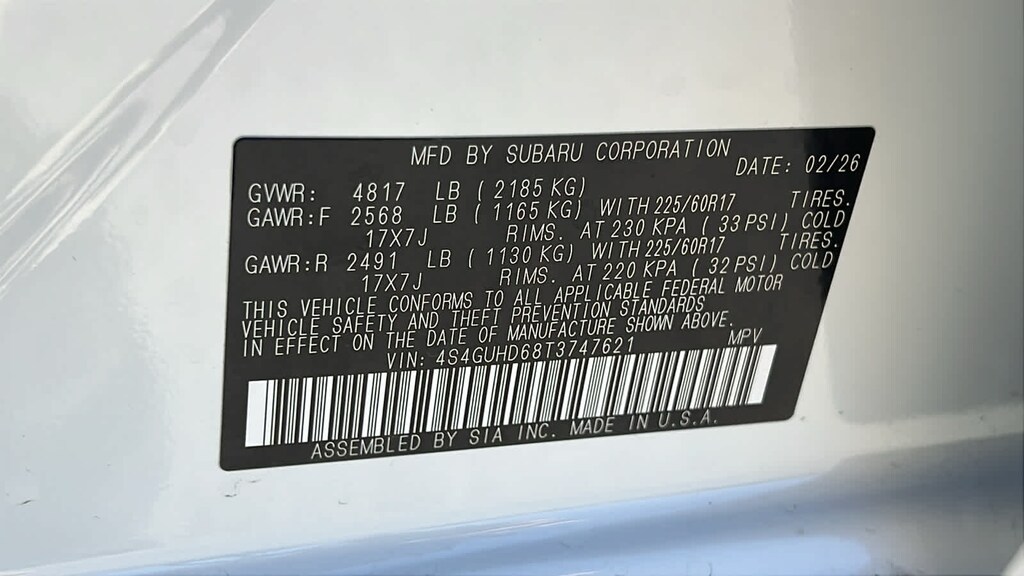 MFD BY SUBARU CORPORATION DATE: 02/26
GVWR: 4817 LB ( 2185 KG)
GAWR:F 2568 LB ( 1165 KG) WITH 225/60R17 TIRES.
17X7J RIMS. AT 230 KPA ( 33 PSI) COLD
GAWR:R 2491 LB ( 1130 KG) WITH 225/60R17 TIRES.
17X7J RIMS. AT 220 KPA ( 32 PSI) COLD
THIS VEHICLE CONFORMS TO ALL APPLICABLE FEDERAL MOTOR
VEHICLE SAFETY AND THEFT PREVENTION STANDARDS
IN EFFECT ON THE DATE OF MANUFACTURE SHOWN ABOVE.
VIN: 4S4GUHD68T3747621 MPV
ASSEMBLED BY SIA INC. MADE IN U.S.A.